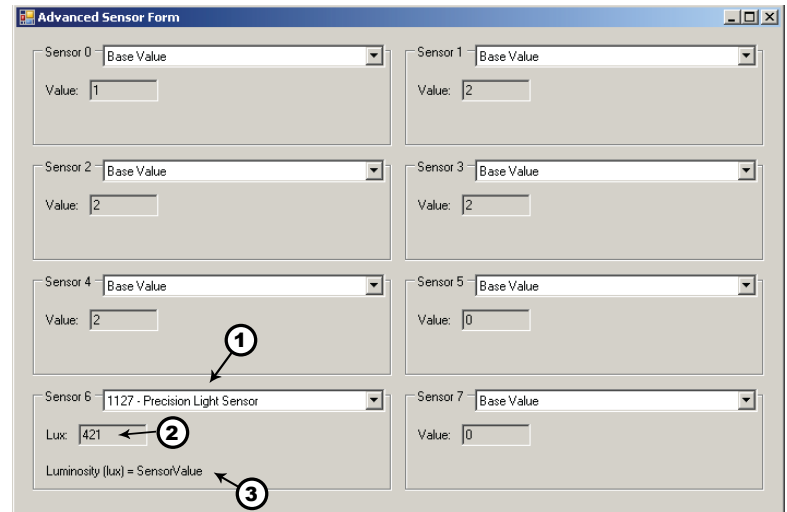 Advanced Sensor Form
Sensor 0 Base Value
Value: 1
Sensor 1 Base Value
Value: 2
Sensor 2 Base Value
Value: 2
Sensor 3 Base Value
Value: 2
Sensor 4 Base Value
Value: 2
Sensor 5 Base Value
Value: 0
1
Sensor 6 1127 - Precision Light Sensor
Lux: 421
2
Luminosity (lux) = SensorValue
3
Sensor 7 Base Value
Value: 0